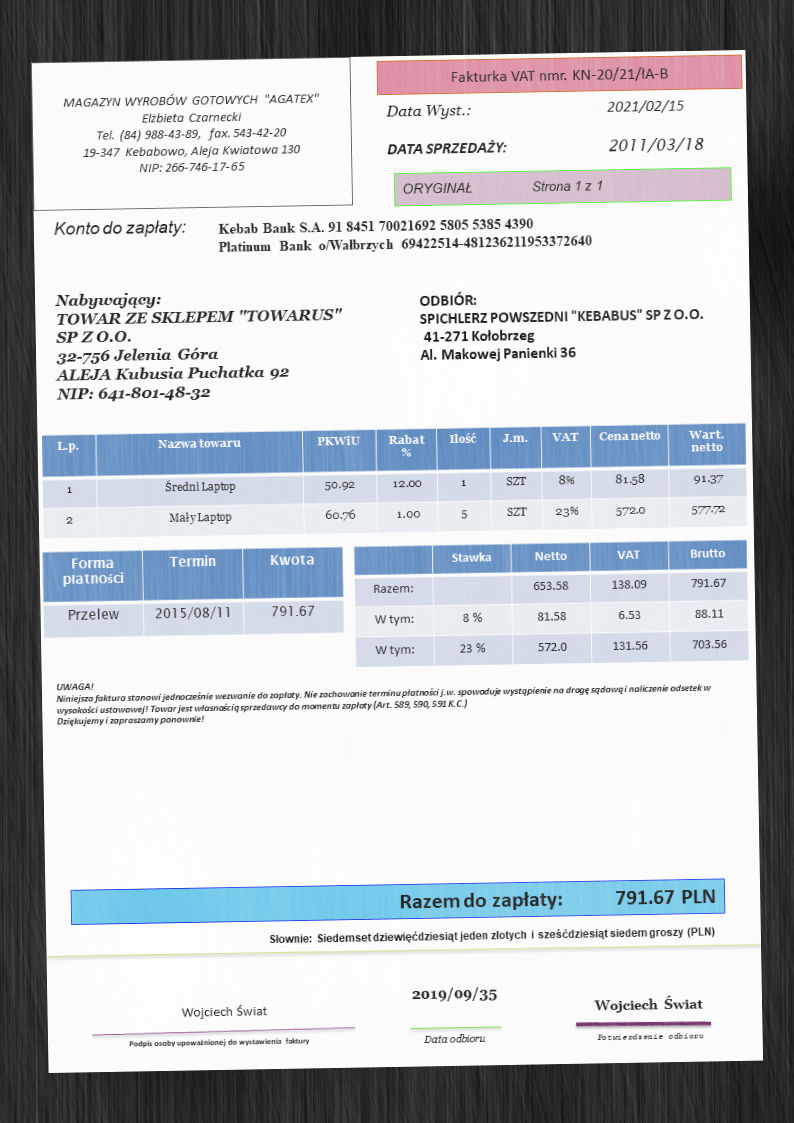 MAGAZYN WYROBÓW GOTOWYCH "AGATEX"
Elżbieta Czarnecki
Tel. (84) 988-43-89, fax. 543-42-20
19-347 Kebabowo, Aleja Kwiatowa 130
NIP: 266-746-17-65
Fakturka VAT nmr. KN-20/21/IA-B
Data Wyst.: 2021/02/15
DATA SPRZEDAŻY: 2011/03/18
ORYGINAŁ Strona 1 z 1
Konto do zapłaty: Kebab Bank S.A. 91 8451 70021692 5805 5385 4390
Platinum Bank o/Wałbrzych 69422514-481236211953372640
Nabywający:
TOWAR ZE SKLEPEM "TOWARUS"
SP Z O.O.
32-756 Jelenia Góra
ALEJA Kubusia Puchatka 92
NIP: 641-801-48-32
ODBIÓR:
SPICHLERZ POWSZEDNI "KEBABUS" SP Z O.O.
41-271 Kołobrzeg
Al. Makowej Panienki 36
L.p. Nazwa towaru PKWiU Rabat % Ilość J.m. VAT Cena netto Wart. netto
1 Średni Laptop 50.92 12.00 1 SZT 8% 81.58 91.37
2 Mały Laptop 60.76 1.00 5 SZT 23% 572.0 577.72
Forma płatności Termin Kwota
Przelew 2015/08/11 791.67
Stawka Netto VAT Brutto
Razem: 653.58 138.09 791.67
W tym: 8 % 81.58 6.53 88.11
W tym: 23 % 572.0 131.56 703.56
UWAGA!
Niniejsza faktura stanowi jednocześnie wezwanie do zapłaty. Nie zachowanie terminu płatności j.w. spowoduje wystąpienie na drogę sądową i naliczenie odsetek w
wysokości ustawowej! Towar jest własnością sprzedawcy do momentu zapłaty (Art. 589, 590, 591 K.C.)
Dziękujemy i zapraszamy ponownie!
Razem do zapłaty: 791.67 PLN
Słownie: Siedemset dziewięćdziesiąt jeden złotych i sześćdziesiąt siedem groszy (PLN)
Wojciech Świat
Podpis osoby upoważnionej do wystawienia faktury
2019/09/35
Data odbioru
Wojciech Świat
Potwierdzenie odbioru